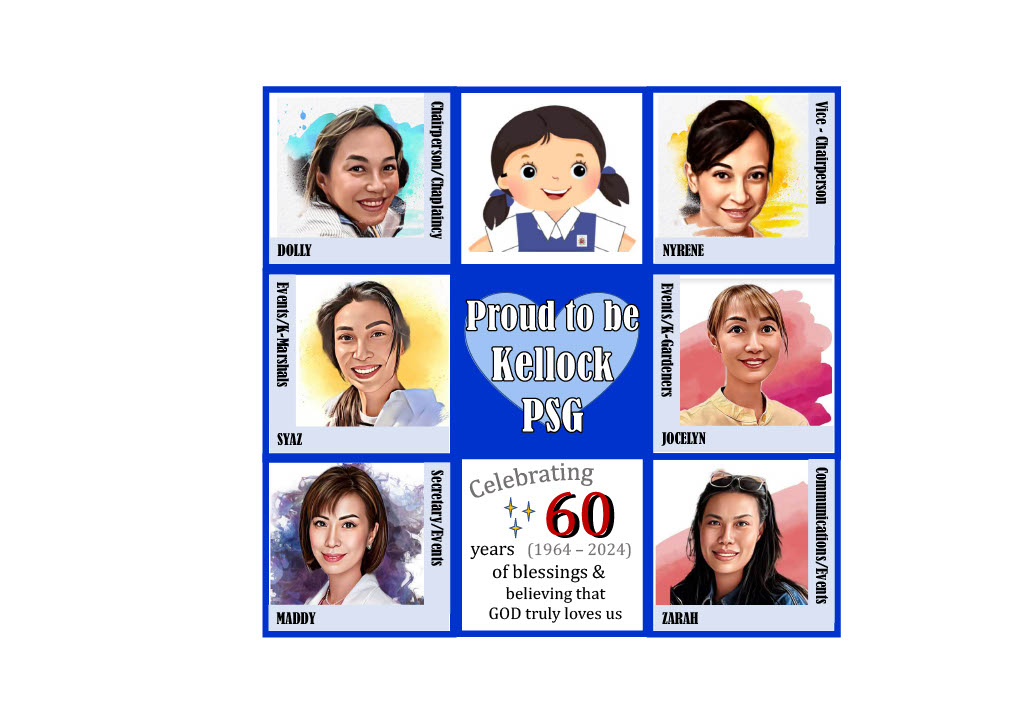 Chairperson/Chaplaincy
DOLLY
Vice - Chairperson
NYRENE
Events/K-Marshals
SYAZ
Proud to be
Kellock
PSG
Events/K-Gardeners
JOCELYN
Secretary/Events
MADDY
Celebrating
60
years (1964 – 2024)
of blessings &
believing that
GOD truly loves us
Communications/Events
ZARAH